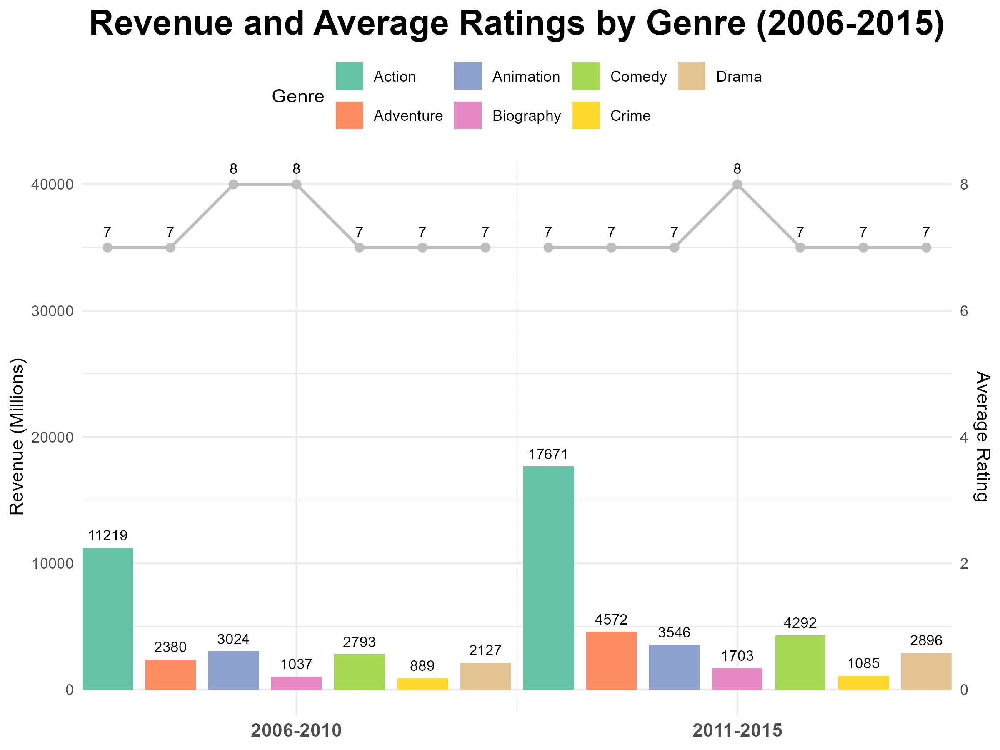 Revenue and Average Ratings by Genre (2006-2015)
Genre
Action
Animation
Comedy
Drama
Adventure
Biography
Crime
8 8 8
40000 8
7 7 7 7 7 7 7 7 7 7 7
30000 6
Revenue (Millions)
Average Rating
20000 4
17671
11219
10000 2
4572
4292
3546
3024
2896
2793
2380
2127
1703
1037
1085
889
0 0
2006-2010 2011-2015